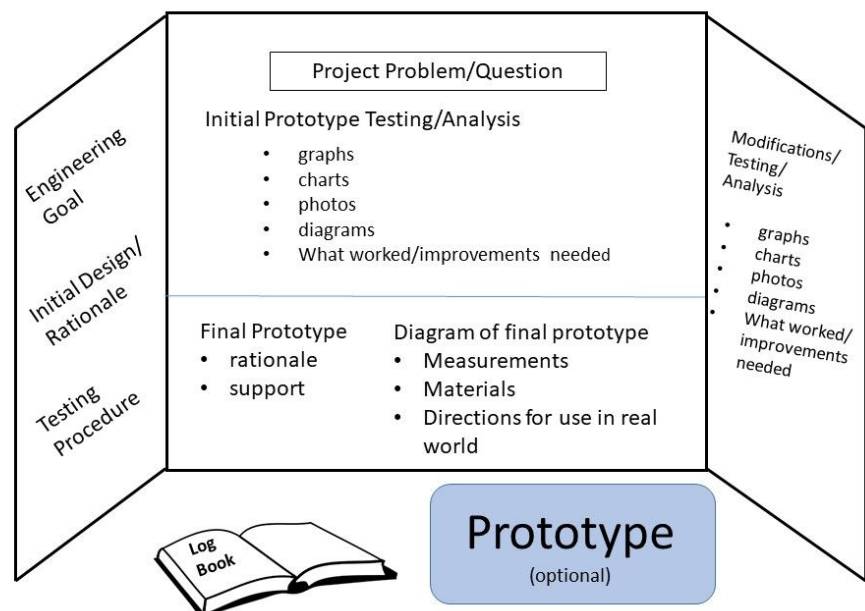 Engineering
Goal
Initial Design/
Rationale
Testing
Procedure
Project Problem/Question
Initial Prototype Testing/Analysis
• graphs
• charts
• photos
• diagrams
• What worked/improvements needed
Final Prototype
• rationale
• support
Diagram of final prototype
• Measurements
• Materials
• Directions for use in real
world
Modifications/
Testing/
Analysis
• graphs
• charts
• photos
• diagrams
• What worked/
improvements
needed
Log
Book
Prototype
(optional)